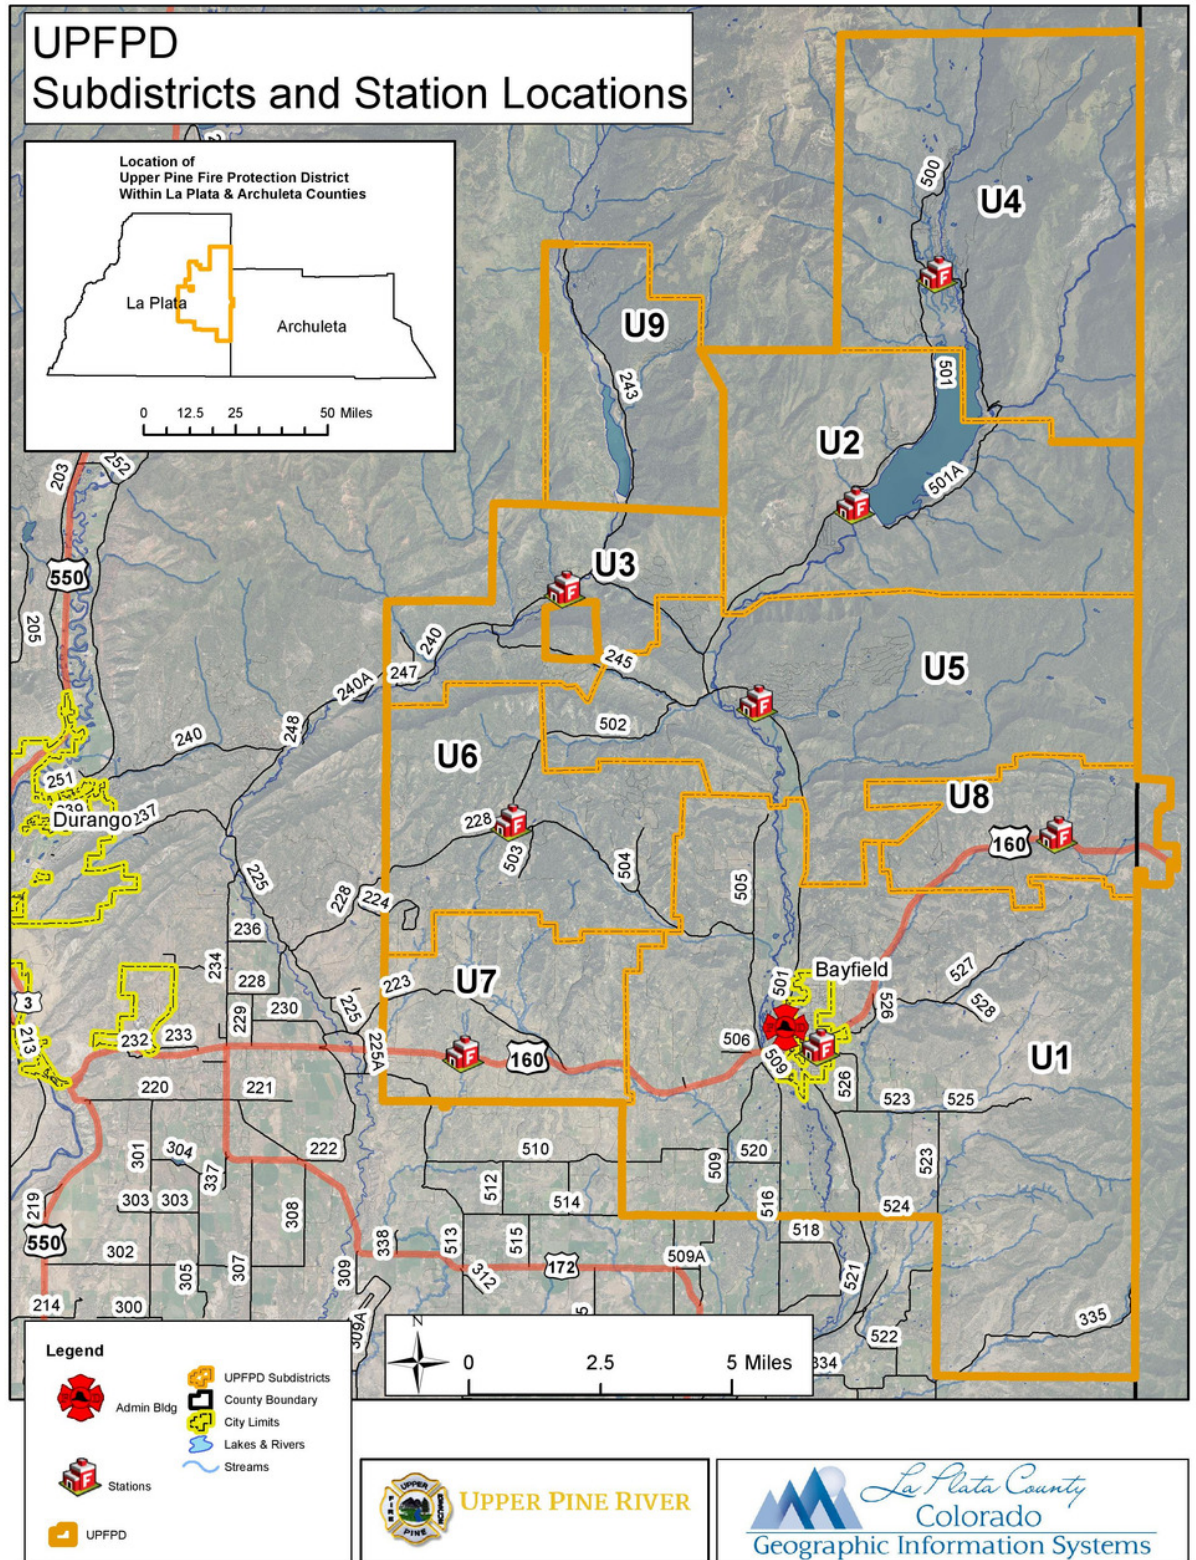 UPFPD
Subdistricts and Station Locations
Location of
Upper Pine Fire Protection District
Within La Plata & Archuleta Counties
La Plata
Archuleta
0 12.5 25 50 Miles
500
U4
U9
243
501
U2
501A
203
252
550
205
U3
240
247
245
240A
248
240
U5
502
U6
251
239
Durango
237
228
503
504
505
U8
160
225
228
224
236
234
228
229
230
223
U7
225
225A
Bayfield
501
527
528
526
3
213
232
233
160
506
509
U1
220
221
526
523
525
222
301
304
337
303
303
308
510
512
514
509
520
516
523
524
219
550
302
305
307
309
338
513
515
312
172
509A
518
521
214
300
309A
5
522
335
334
N
0 2.5 5 Miles
Legend
Admin Bldg
Stations
UPFPD
UPFPD Subdistricts
County Boundary
City Limits
Lakes & Rivers
Streams
UPPER
PINE
UPPER PINE RIVER
La Plata County
Colorado
Geographic Information Systems